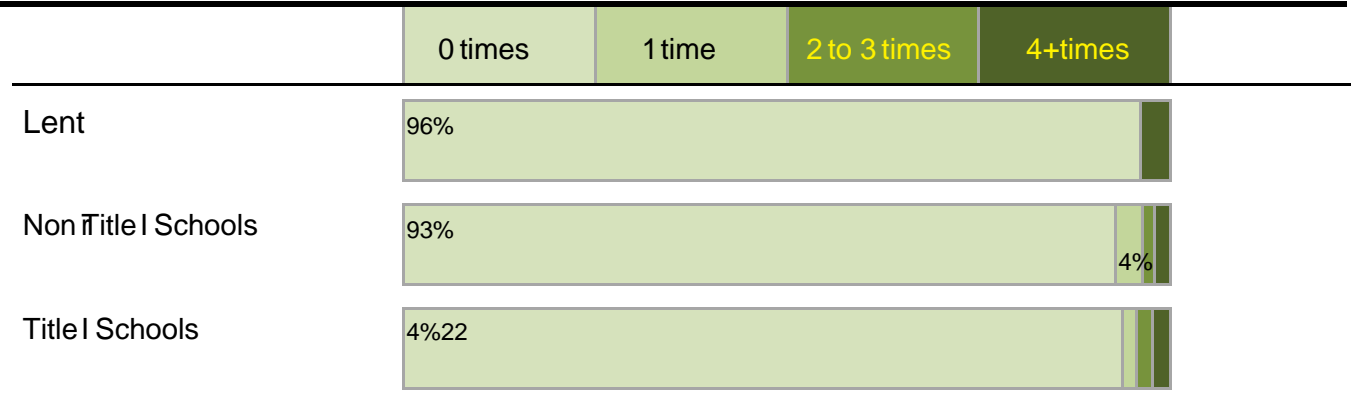 0 times 1 time 2 to 3 times 4+times
Lent 96%
Non Title I Schools 93%
4%
Title I Schools 4%22